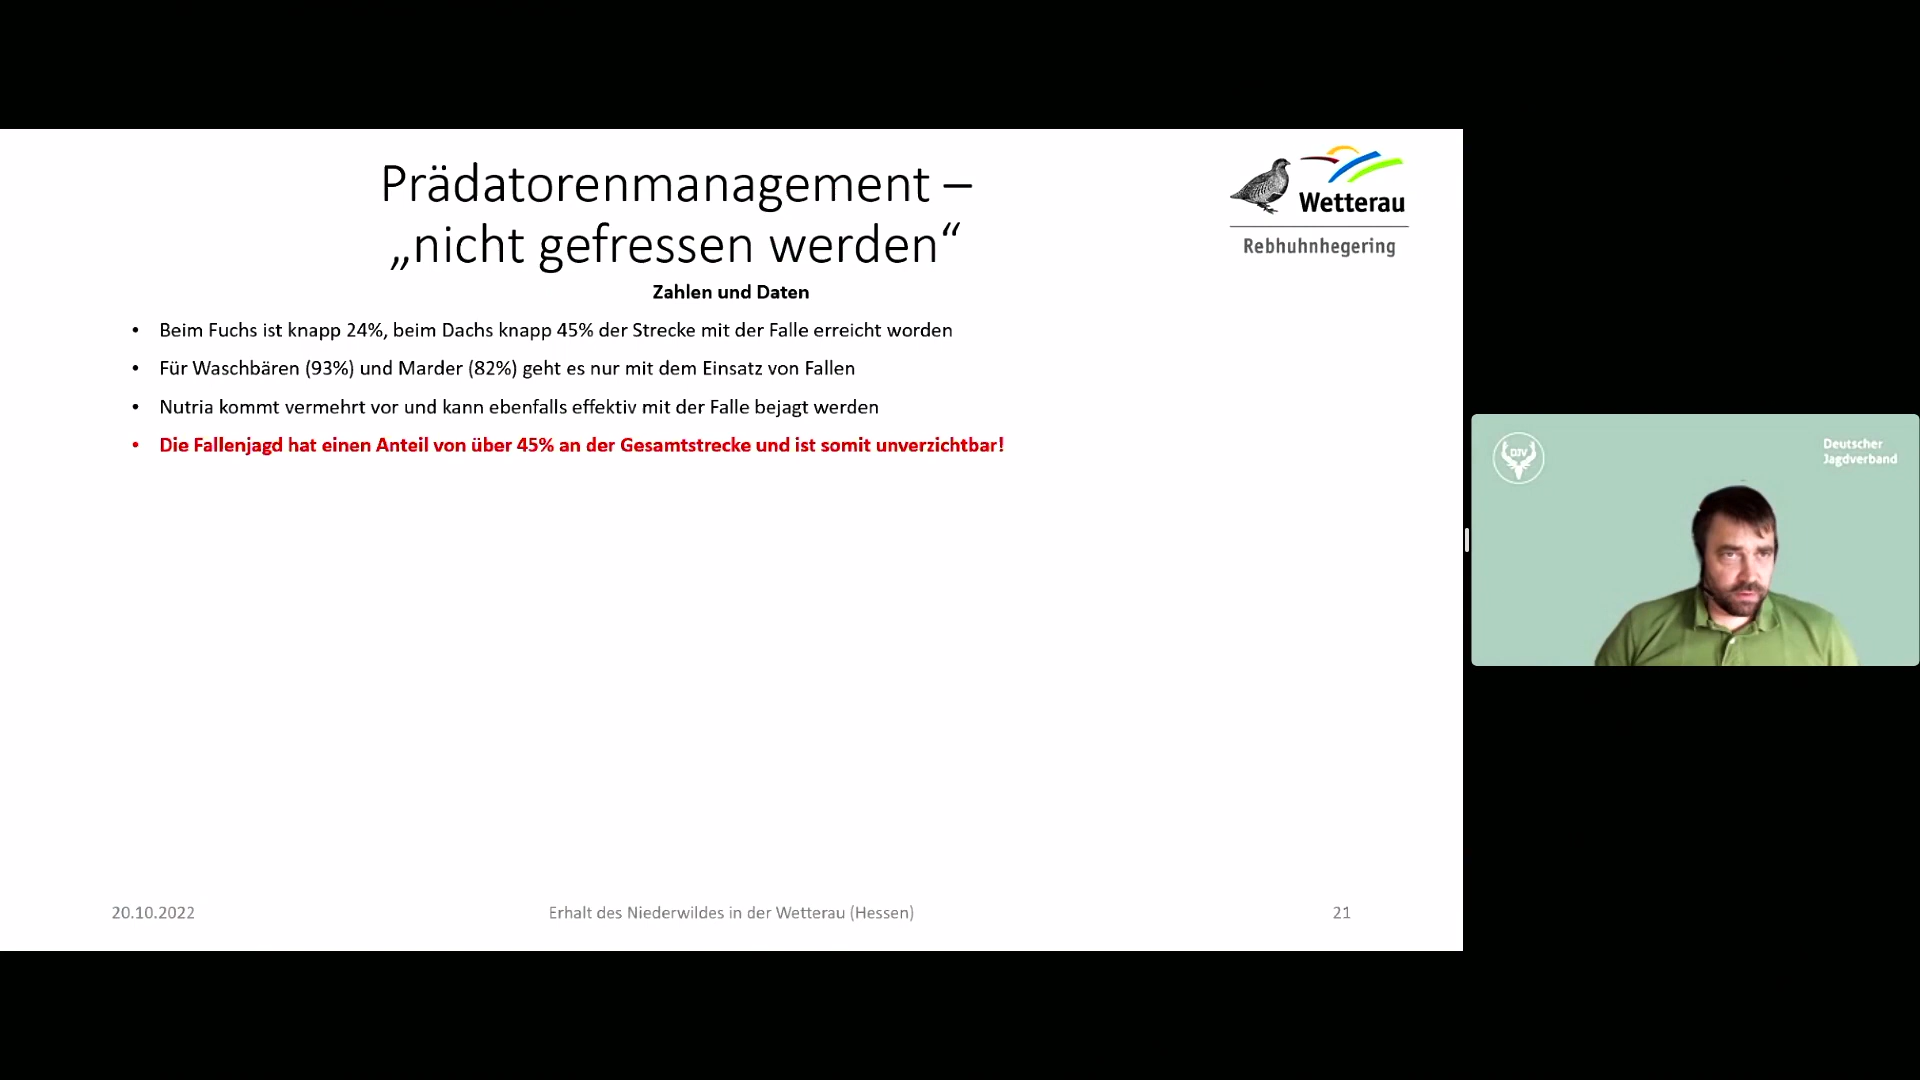 Prädatorenmanagement –
„nicht gefressen werden“
Wetterau
Rebhuhnhegering
Zahlen und Daten
• Beim Fuchs ist knapp 24%, beim Dachs knapp 45% der Strecke mit der Falle erreicht worden
• Für Waschbären (93%) und Marder (82%) geht es nur mit dem Einsatz von Fallen
• Nutria kommt vermehrt vor und kann ebenfalls effektiv mit der Falle bejagt werden
• Die Fallenjagd hat einen Anteil von über 45% an der Gesamtstrecke und ist somit unverzichtbar!
20.10.2022
Erhalt des Niederwildes in der Wetterau (Hessen)
21
DJV
Deutscher
Jagdverband